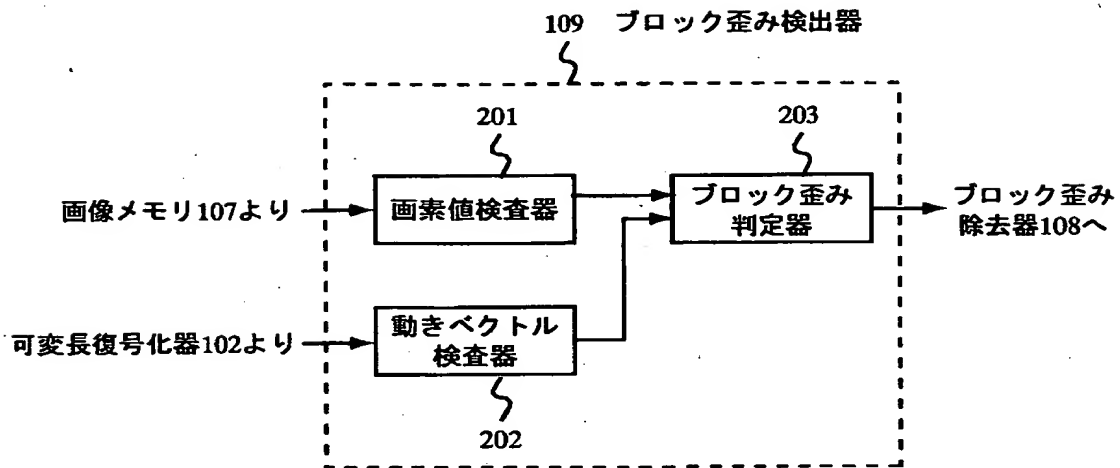 109 ブロック歪み検出器
201
203
画像メモリ107より
画素値検査器
ブロック歪み
判定器
ブロック歪み
除去器108へ
可変長復号化器102より
動きベクトル
検査器
202